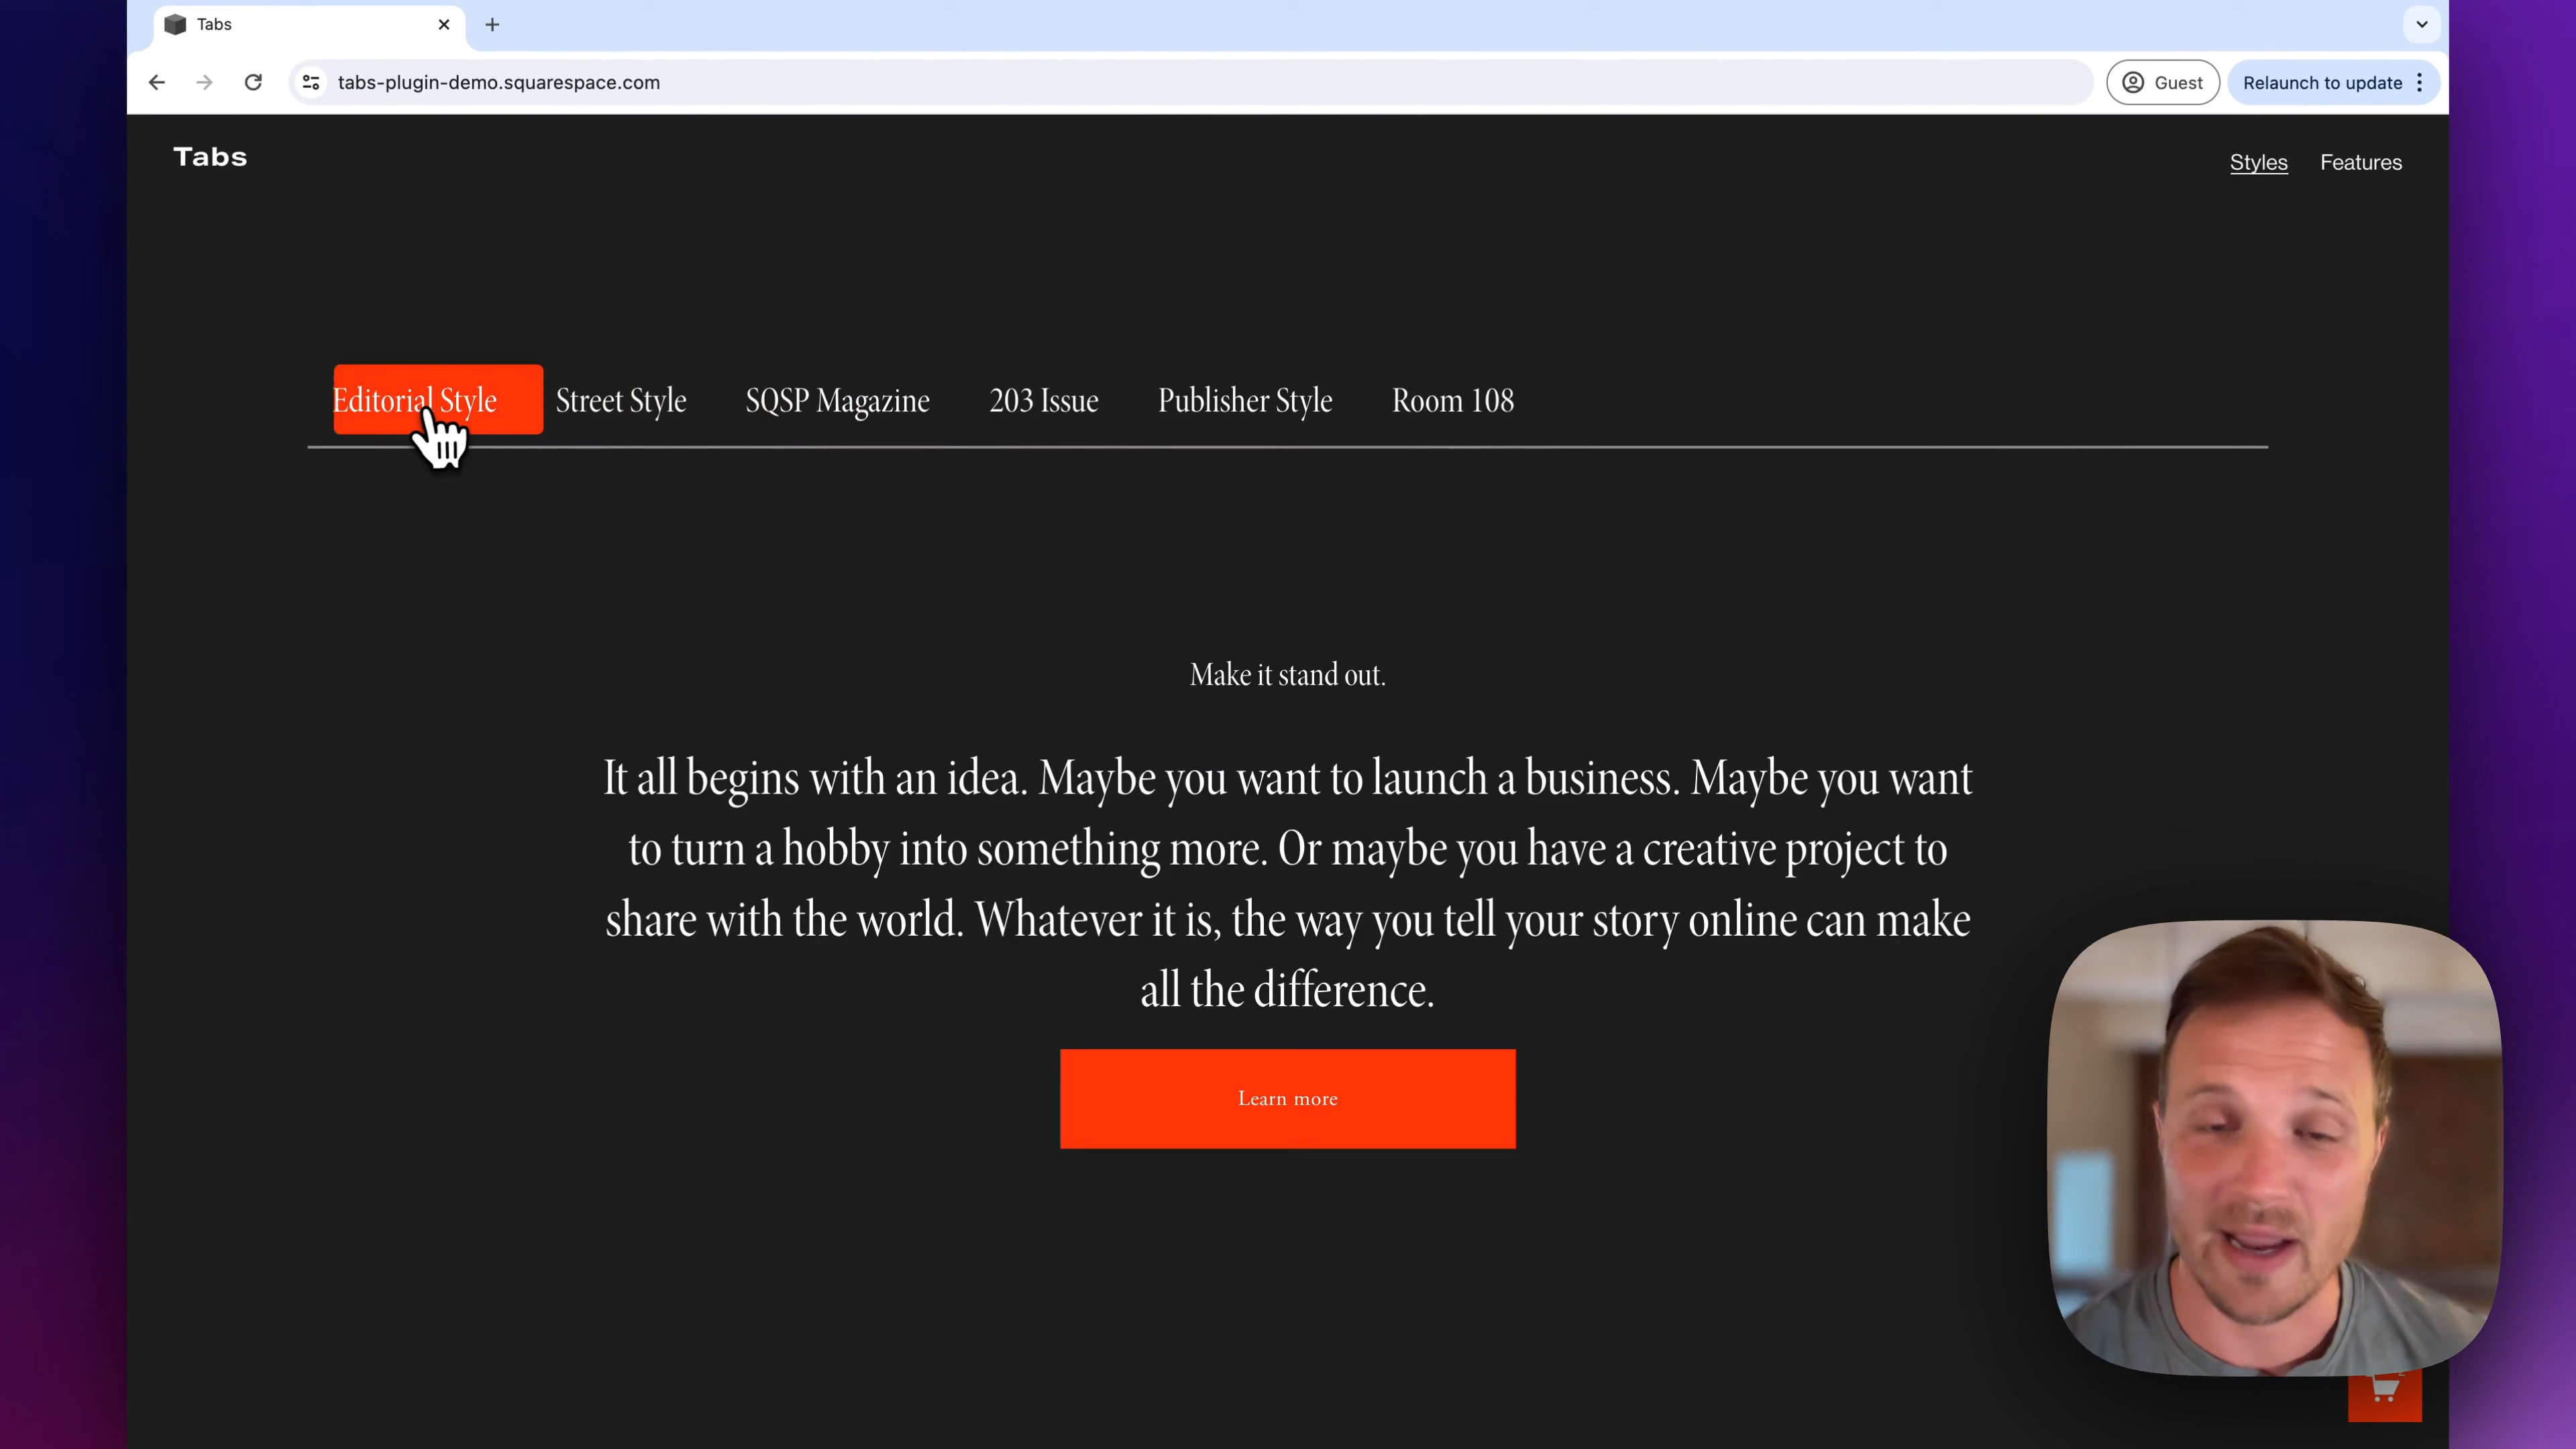 Tabs
tabs-plugin-demo.squarespace.com
Guest
Relaunch to update
Tabs
Styles
Features
Editorial Style
Street Style
SQSP Magazine
203 Issue
Publisher Style
Room 108
Make it stand out.
It all begins with an idea. Maybe you want to launch a business. Maybe you want
to turn a hobby into something more. Or maybe you have a creative project to
share with the world. Whatever it is, the way you tell your story online can make
all the difference.
Learn more